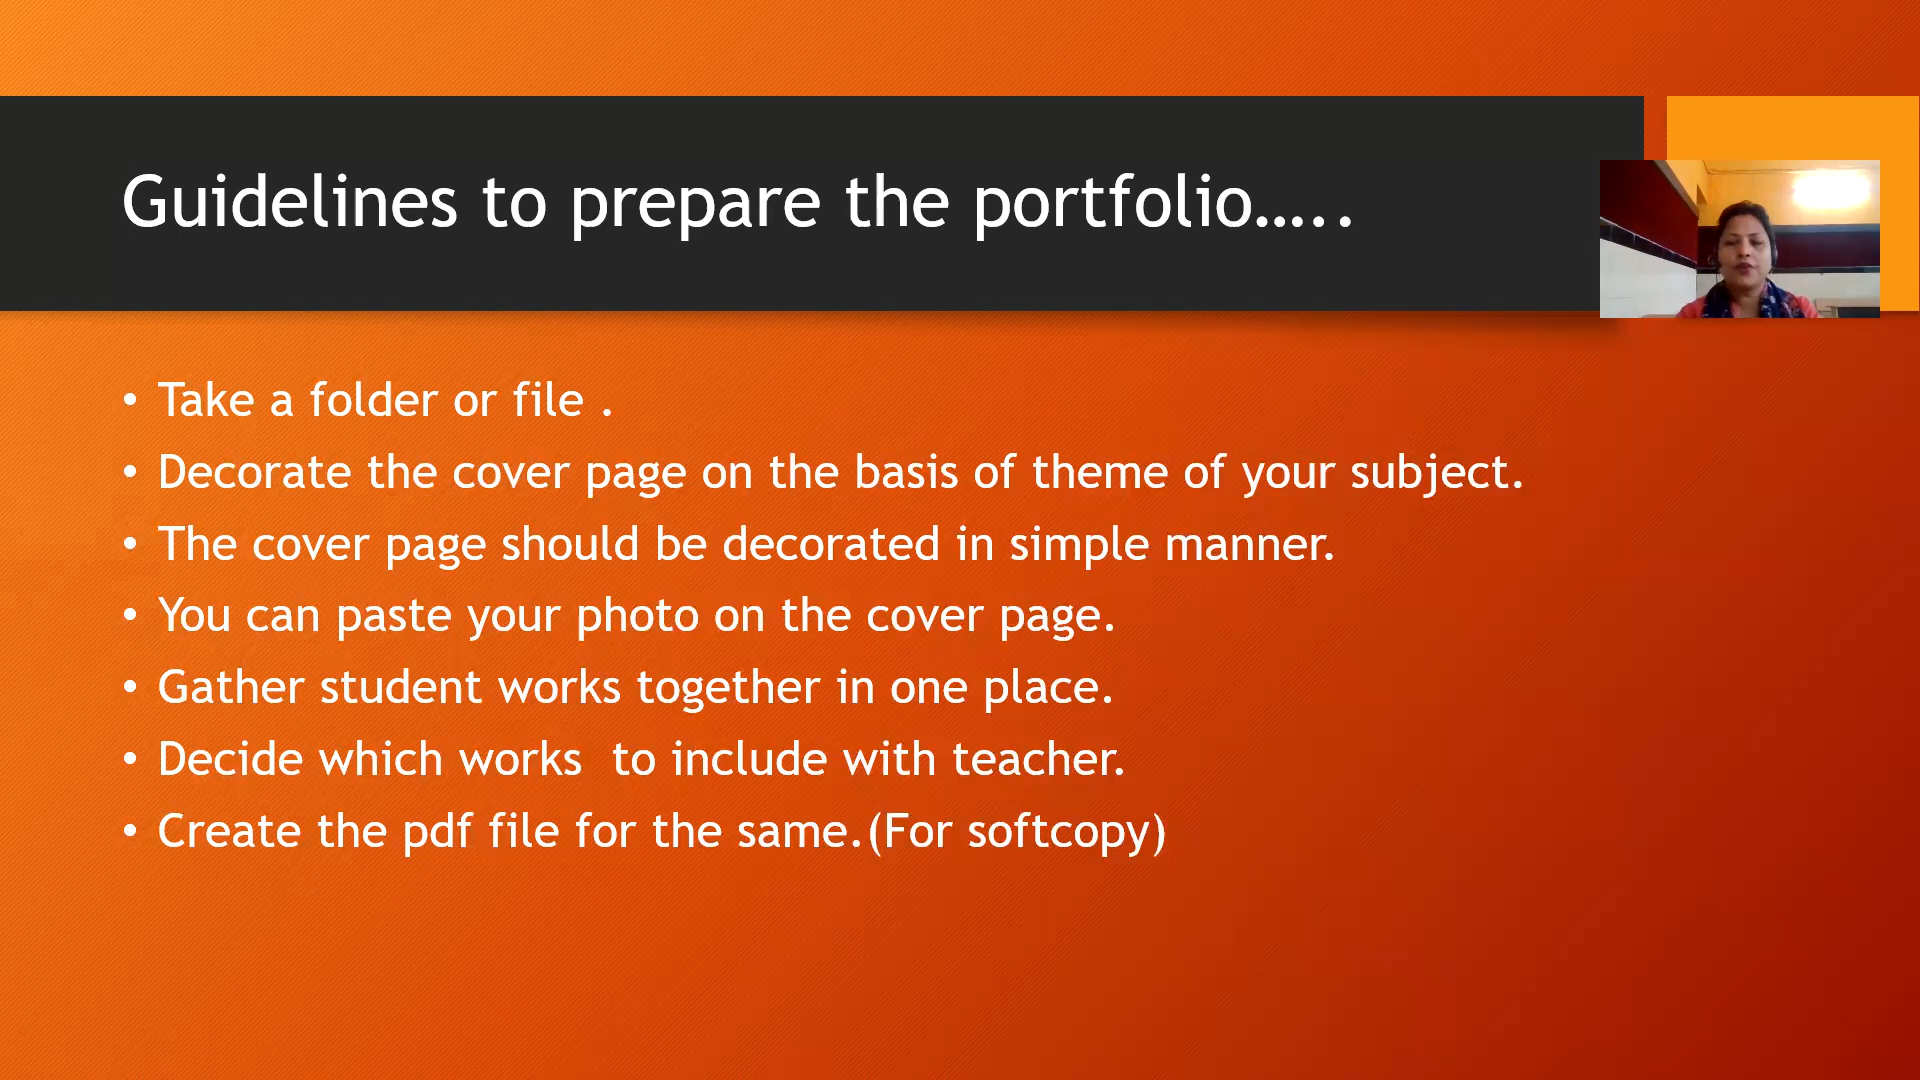 Guidelines to prepare the portfolio.....
• Take a folder or file .
• Decorate the cover page on the basis of theme of your subject.
• The cover page should be decorated in simple manner.
• You can paste your photo on the cover page.
• Gather student works together in one place.
• Decide which works  to include with teacher.
• Create the pdf file for the same.(For softcopy)